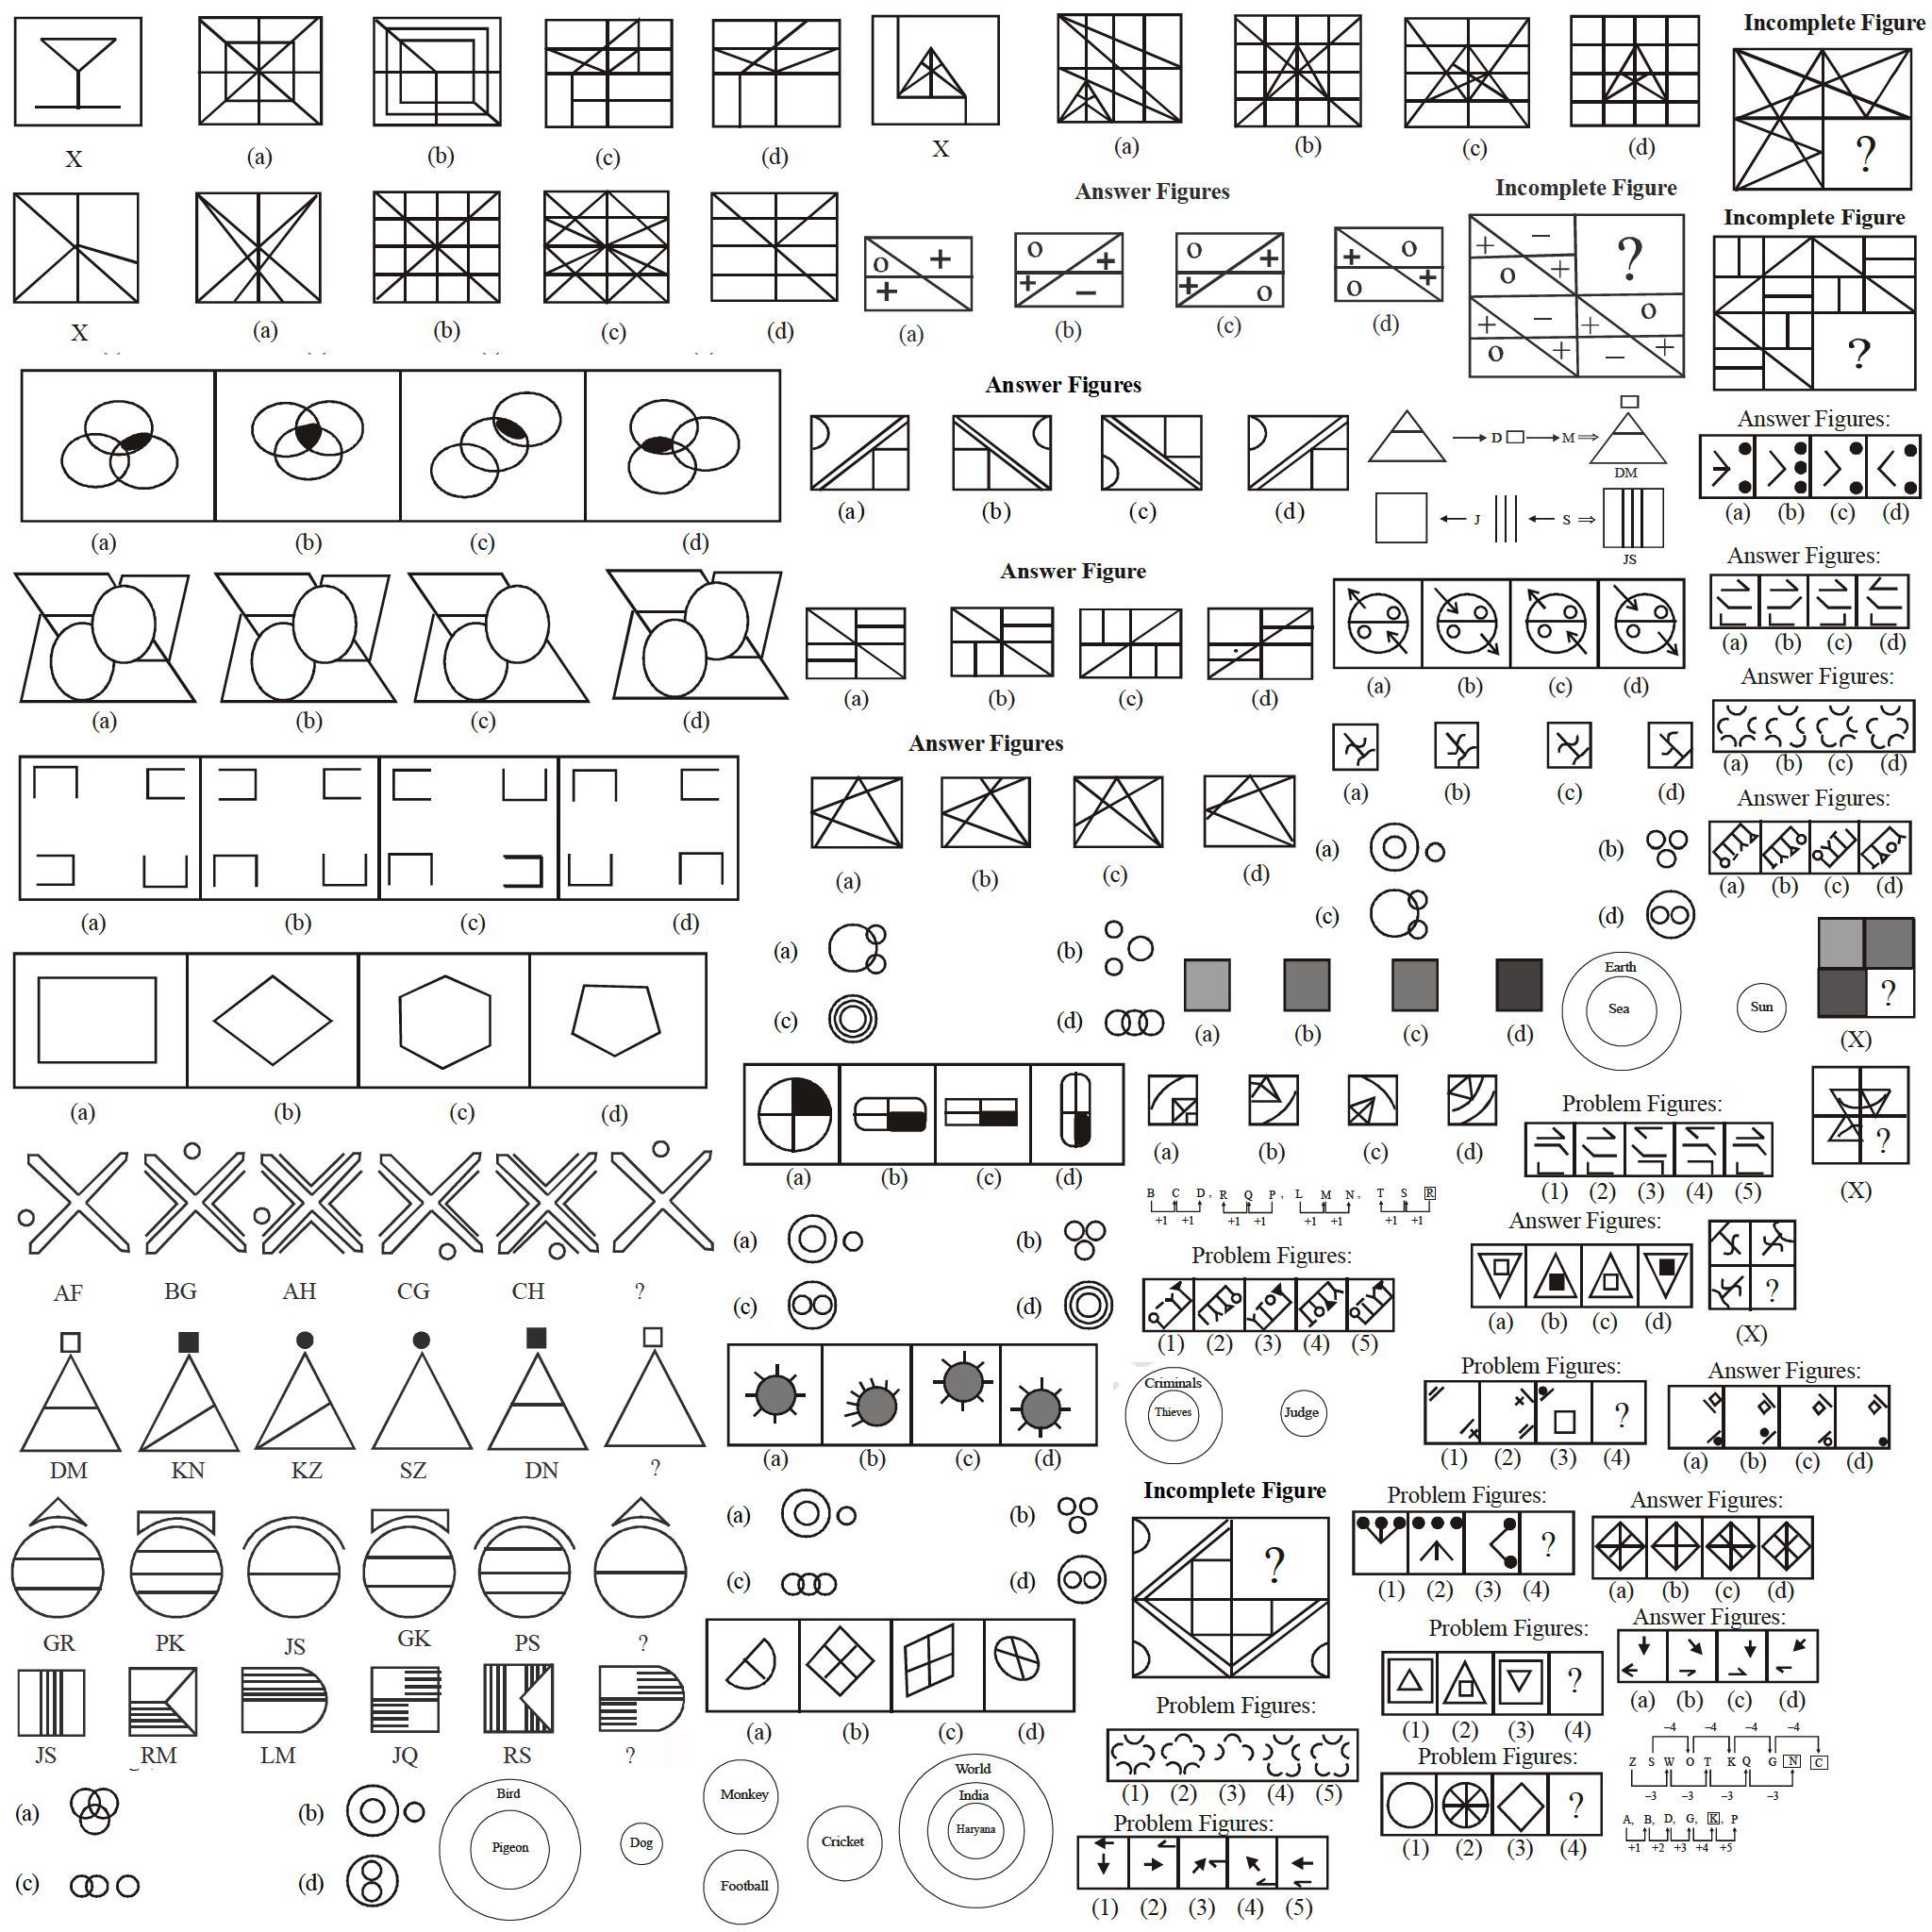 Incomplete Figure
?
X
(a)
(b)
(c)
(d)
X
(a)
(b)
(c)
(d)
Answer Figures
Incomplete Figure
Incomplete Figure
+ − ?
o +
+ − + o
o + − +
?
o +
+
o +
+ −
o +
+ o
+ o
o +
X
(a)
(b)
(c)
(d)
(a)
(b)
(c)
(d)
Answer Figures
(a)
(b)
(c)
(d)
D M
DM
J S
JS
Answer Figures:
(a) (b) (c) (d)
(a)
(b)
(c)
(d)
Answer Figure
(a)
(b)
(c)
(d)
(a)
(b)
(c)
(d)
Answer Figures:
(a) (b) (c) (d)
(a)
(b)
(c)
(d)
Answer Figures
(a)
(b)
(c)
(d)
(a)
(b)
(c)
(d)
Answer Figures:
(a) (b) (c) (d)
Answer Figures:
(a) (b) (c) (d)
(a)
(b)
(c)
(d)
(a)
(b)
(c)
(d)
(a)
(b)
(c)
(d)
(a)
(b)
(c)
(d)
Earth
Sea
Sun
?
(X)
(a)
(b)
(c)
(d)
(a)
(b)
(c)
(d)
(a)
(b)
(c)
(d)
Problem Figures:
(1) (2) (3) (4) (5)
?
(X)
AF
BG
AH
CG
CH
?
(a)
(b)
(c)
(d)
B C D , R Q P , L M N , T S R
+1 +1 +1 +1 +1 +1 +1 +1
Problem Figures:
(1) (2) (3) (4) (5)
Answer Figures:
(a) (b) (c) (d)
?
(X)
DM
KN
KZ
SZ
DN
?
(a)
(b)
(c)
(d)
Criminals
Thieves
Judge
Problem Figures:
?
(1) (2) (3) (4)
Answer Figures:
(a) (b) (c) (d)
GR
PK
JS
GK
PS
?
(a)
(b)
(c)
(d)
Incomplete Figure
?
Problem Figures:
?
(1) (2) (3) (4)
Answer Figures:
(a) (b) (c) (d)
JS
RM
LM
JQ
RS
?
(a)
(b)
(c)
(d)
Problem Figures:
(1) (2) (3) (4) (5)
Problem Figures:
?
(1) (2) (3) (4)
Answer Figures:
(a) (b) (c) (d)
(a)
(b)
(c)
(d)
Bird
Pigeon
Dog
Monkey
Football
Cricket
World
India
Haryana
Problem Figures:
(1) (2) (3) (4) (5)
Problem Figures:
?
(1) (2) (3) (4)
−4 −4 −4 −4
Z S W O T K Q G N C
−3 −3 −3 −3
A, B, D, G, K, P
+1 +2 +3 +4 +5